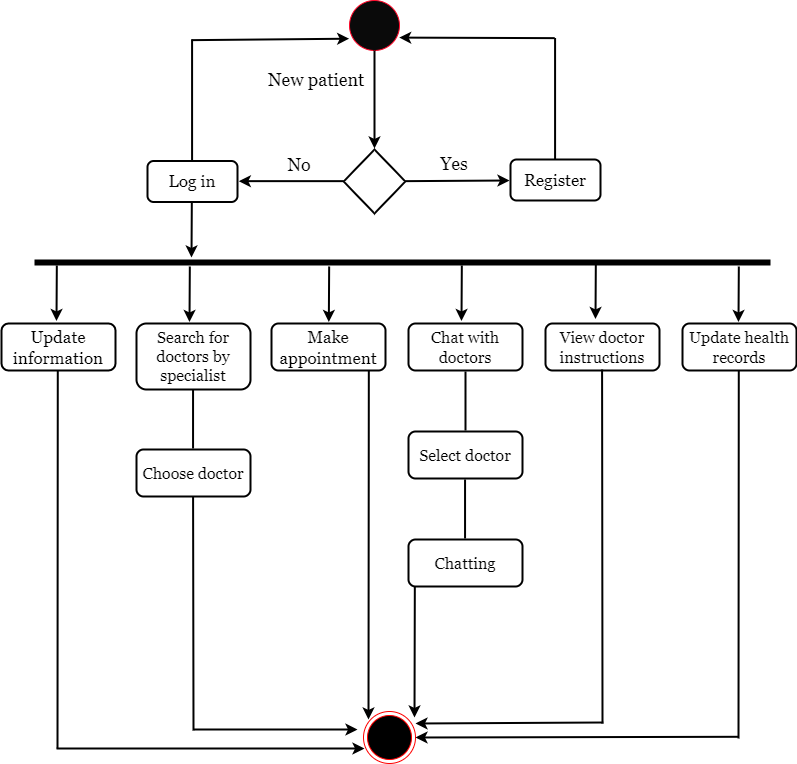 New patient
No
Yes
Log in
Register
Update
information
Search for
doctors by
specialist
Make
appointment
Chat with
doctors
View doctor
instructions
Update health
records
Choose doctor
Select doctor
Chatting